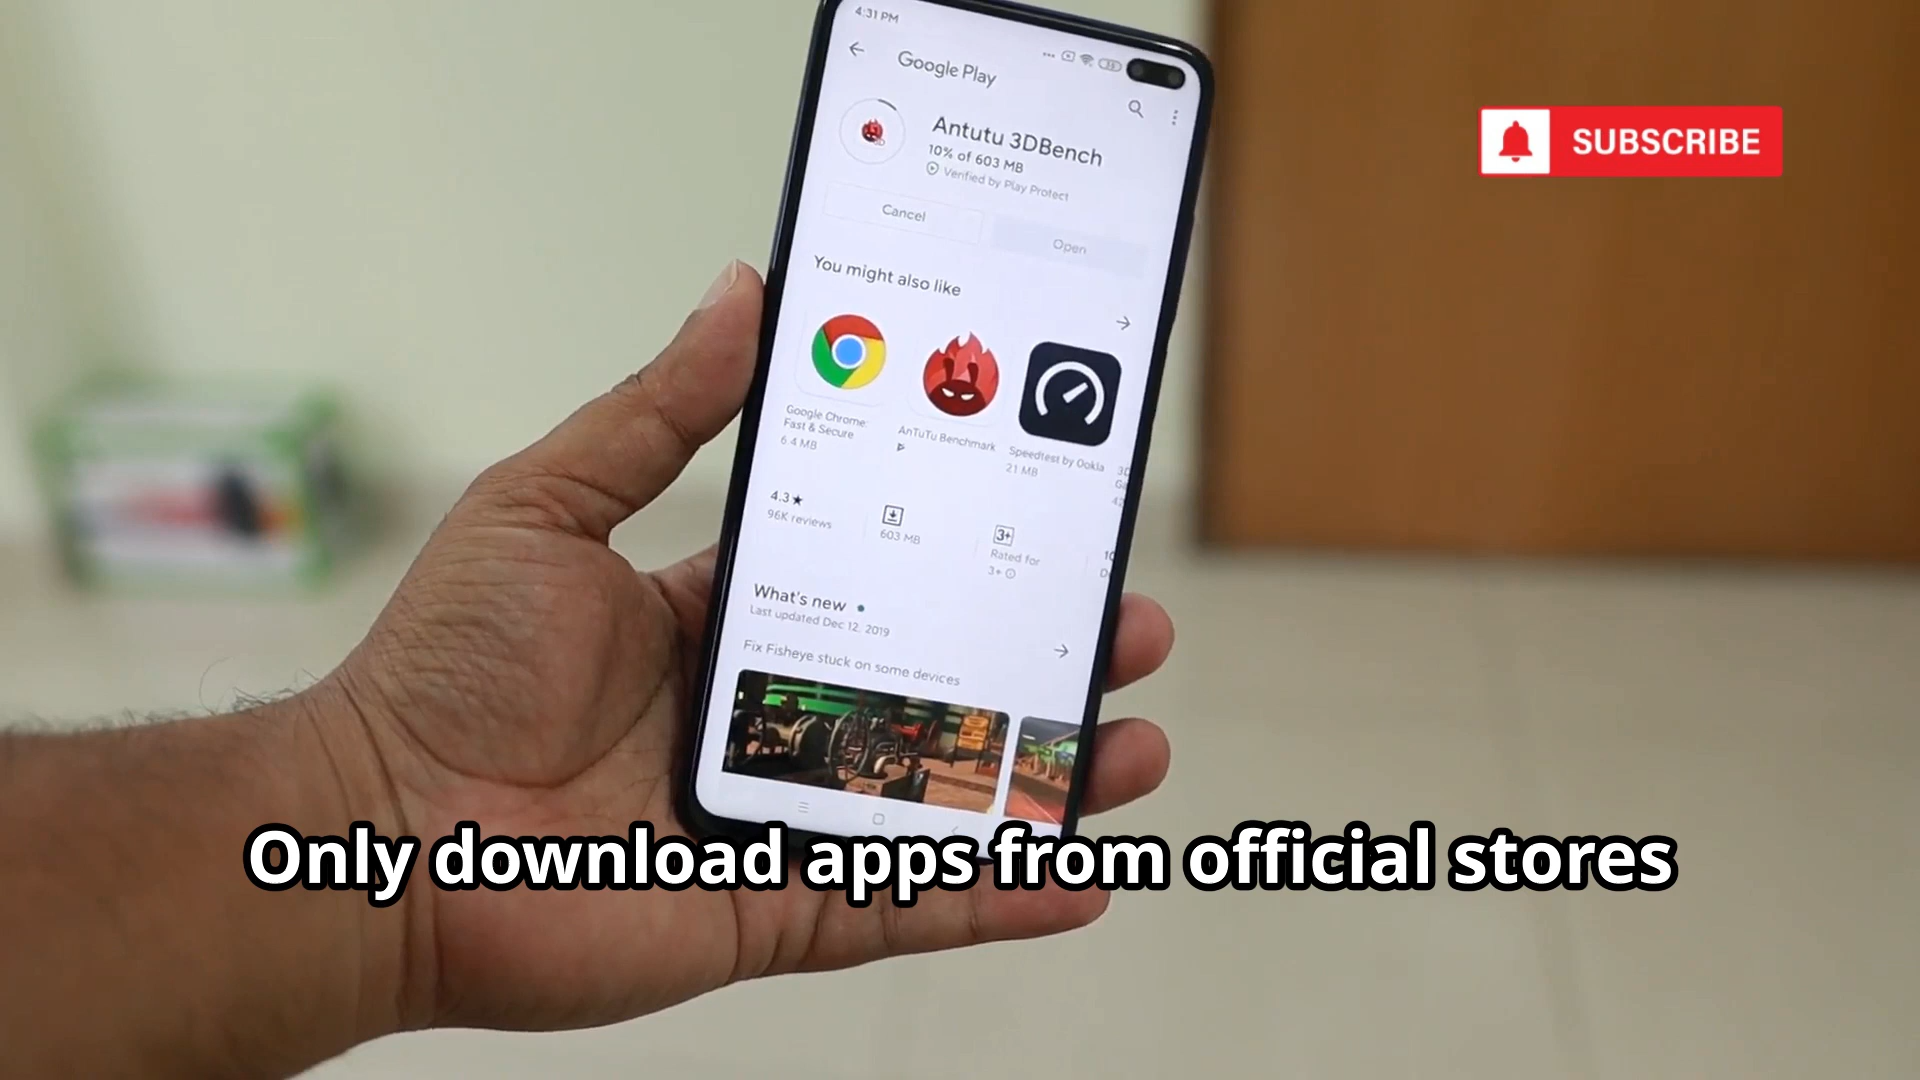 4:31 PM
Google Play
Antutu 3DBench
10% of 603 MB
Verified by Play Protect
Cancel
Open
SUBSCRIBE
You might also like
Google Chrome:
Fast & Secure
6.4 MB
AnTuTu Benchmark
Speedtest by Ookla
21 MB
4.3★
96K reviews
603 MB
3+
Rated for
3+
What's new
Last updated Dec 12, 2019
Fix Fisheye stuck on some devices
Only download apps from official stores